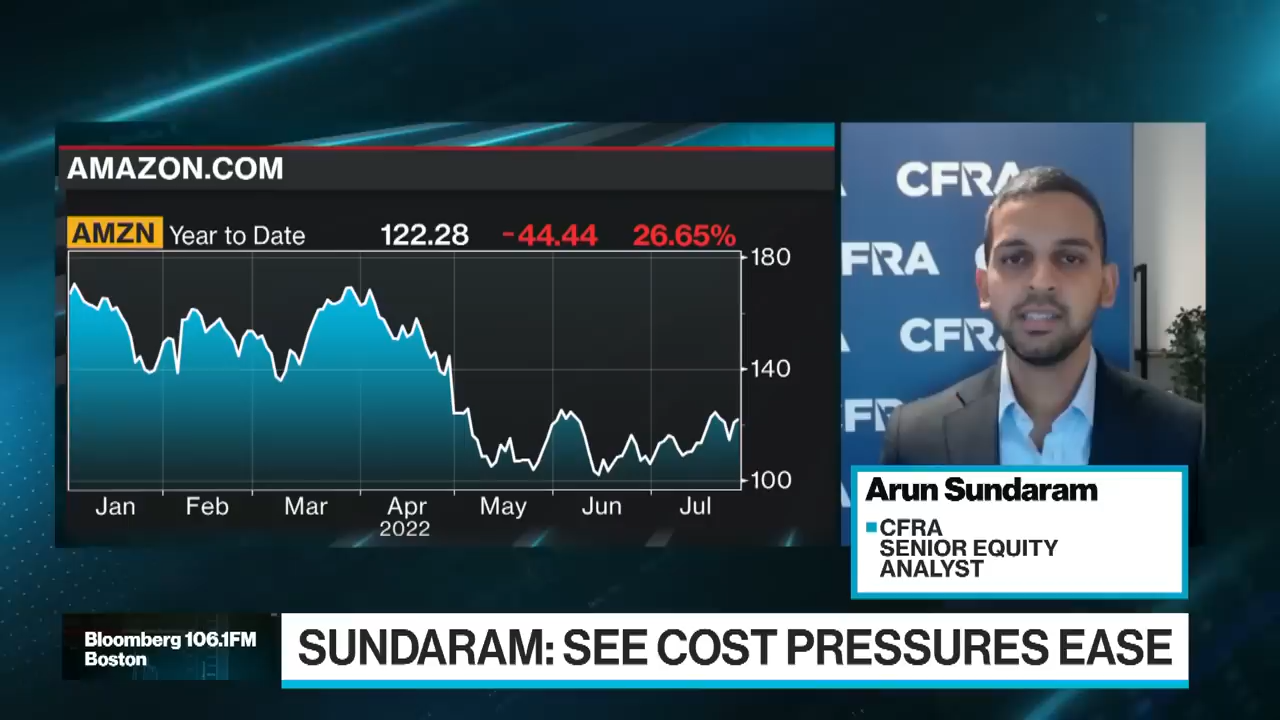 AMAZON.COM
AMZN Year to Date 122.28 -44.44 26.65%
180
140
100
Jan Feb Mar Apr May Jun Jul
2022
CFRA
FRA
CFRA
FR
Arun Sundaram
CFRA
SENIOR EQUITY
ANALYST
Bloomberg 106.1FM
Boston
SUNDARAM: SEE COST PRESSURES EASE